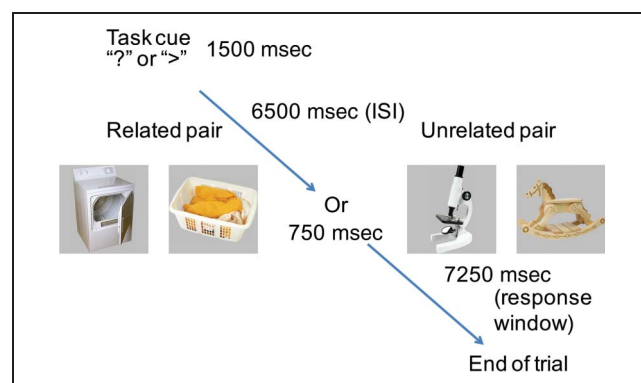 Task cue
“?” or “>” 1500 msec
6500 msec (ISI)
Related pair
Unrelated pair
Or
750 msec
7250 msec
(response
window)
End of trial